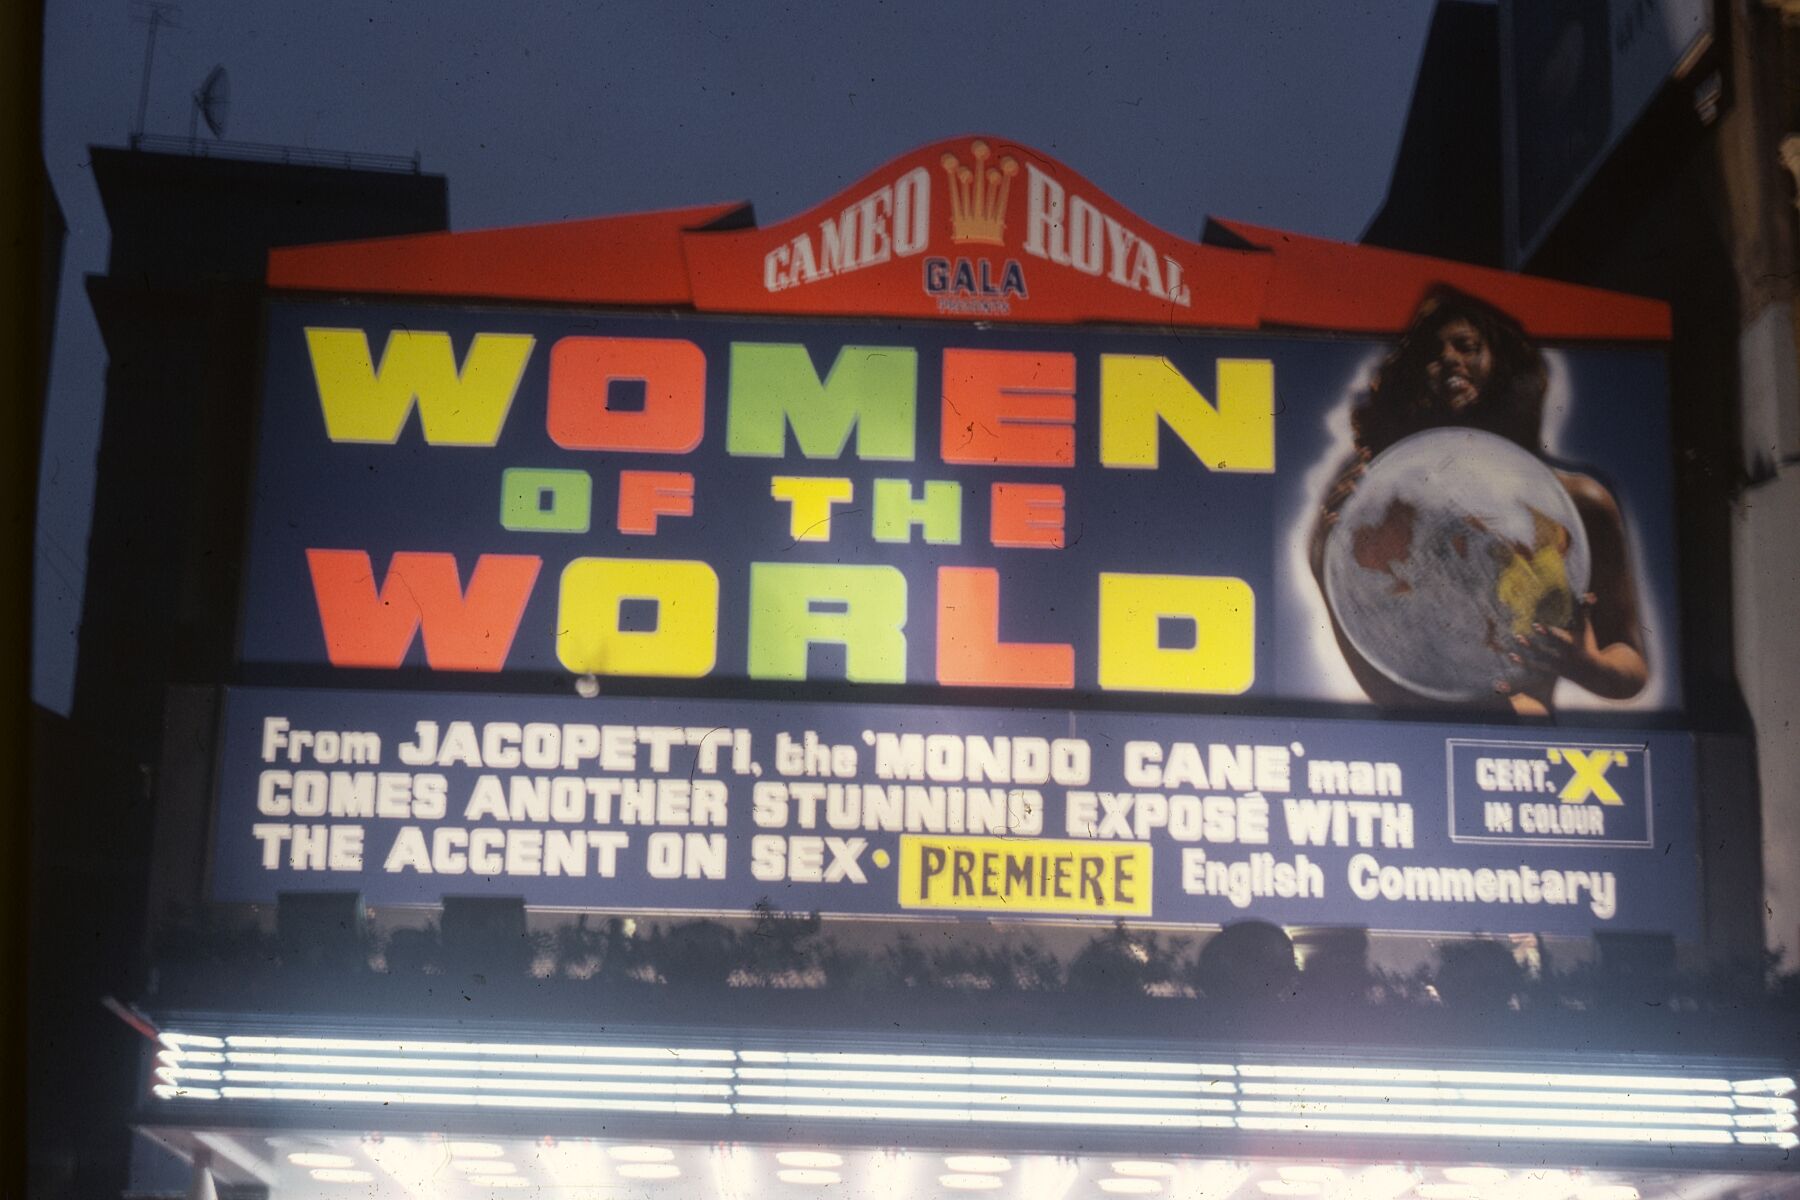 CAMEO ROYAL
GALA
PRESENTS
WOMEN
OF THE
WORLD
From JACOPETTI, the 'MONDO CANE' man
COMES ANOTHER STUNNING EXPOSÉ WITH
THE ACCENT ON SEX • PREMIERE English Commentary
CERT. 'X'
IN COLOUR